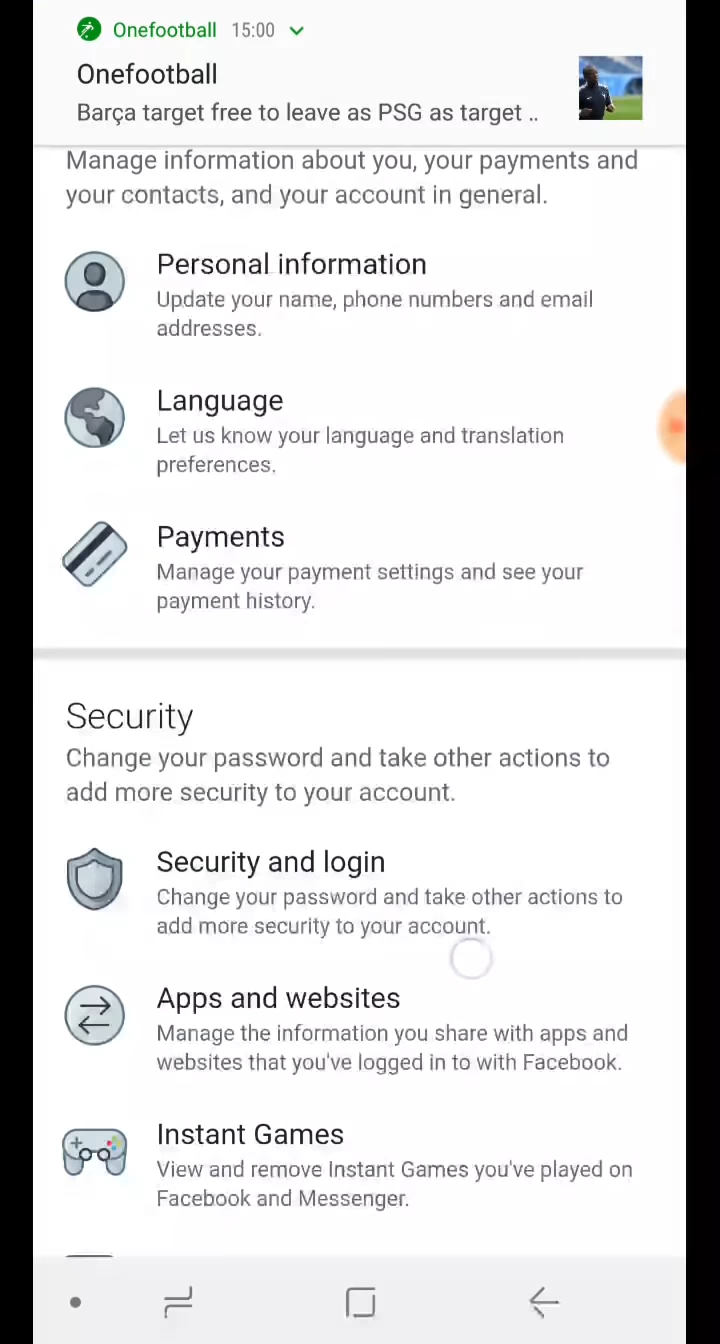 Onefootball 15:00
Onefootball
Barça target free to leave as PSG as target ..
Manage information about you, your payments and
your contacts, and your account in general.
Personal information
Update your name, phone numbers and email
addresses.
Language
Let us know your language and translation
preferences.
Payments
Manage your payment settings and see your
payment history.
Security
Change your password and take other actions to
add more security to your account.
Security and login
Change your password and take other actions to
add more security to your account.
Apps and websites
Manage the information you share with apps and
websites that you've logged in to with Facebook.
Instant Games
View and remove Instant Games you've played on
Facebook and Messenger.